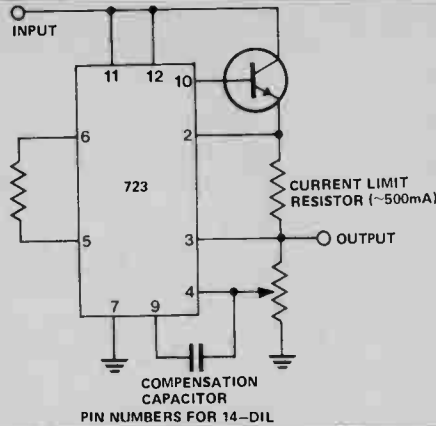 INPUT
11 12
10
6
2
723
CURRENT LIMIT
RESISTOR (~500mA)
5
3
OUTPUT
4
7 9
COMPENSATION
CAPACITOR
PIN NUMBERS FOR 14-DIL